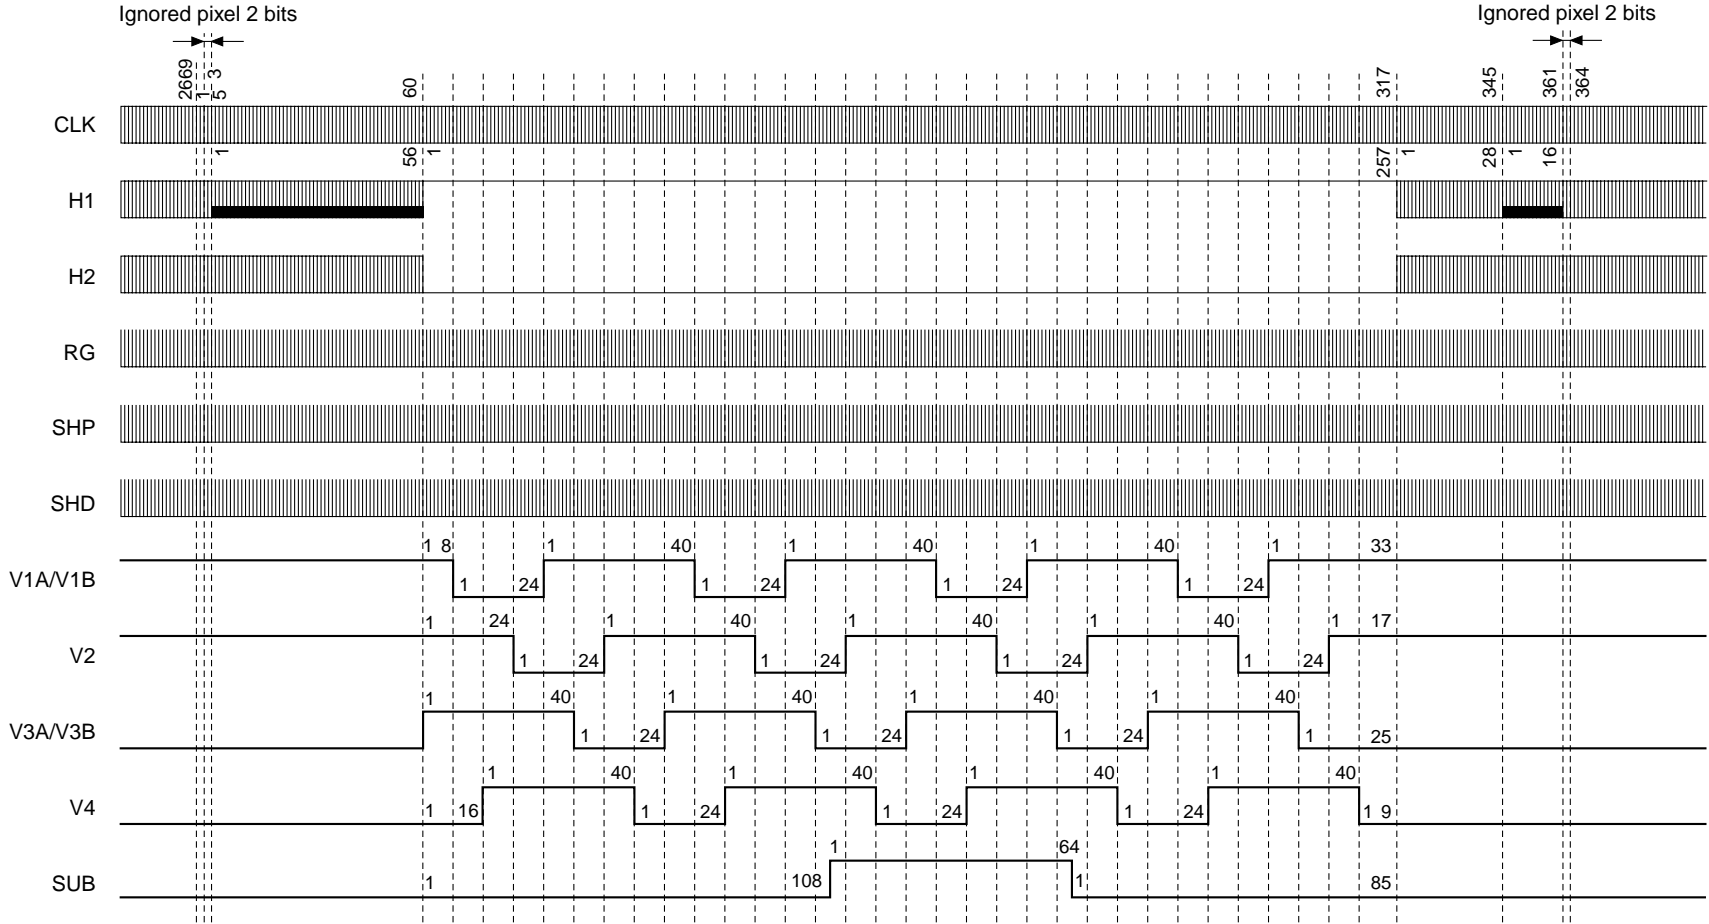 Ignored pixel 2 bits Ignored pixel 2 bits
2669 1 5 3 60 317 345 361 364
CLK
1 56 1 257 1 28 1 16
H1
H2
RG
SHP
SHD
1 8 1 40 1 40 1 40 1 33
V1A/V1B
1 24 1 24 1 24 1 24
1 24 1 40 1 40 1 40 1 17
V2
1 24 1 24 1 24 1 24
1 40 1 40 1 40 1 40
V3A/V3B
1 24 1 24 1 24 1 25
1 40 1 40 1 40 1 40
V4
1 16 1 24 1 24 1 24 1 9
1 64
SUB
1 108 1 85